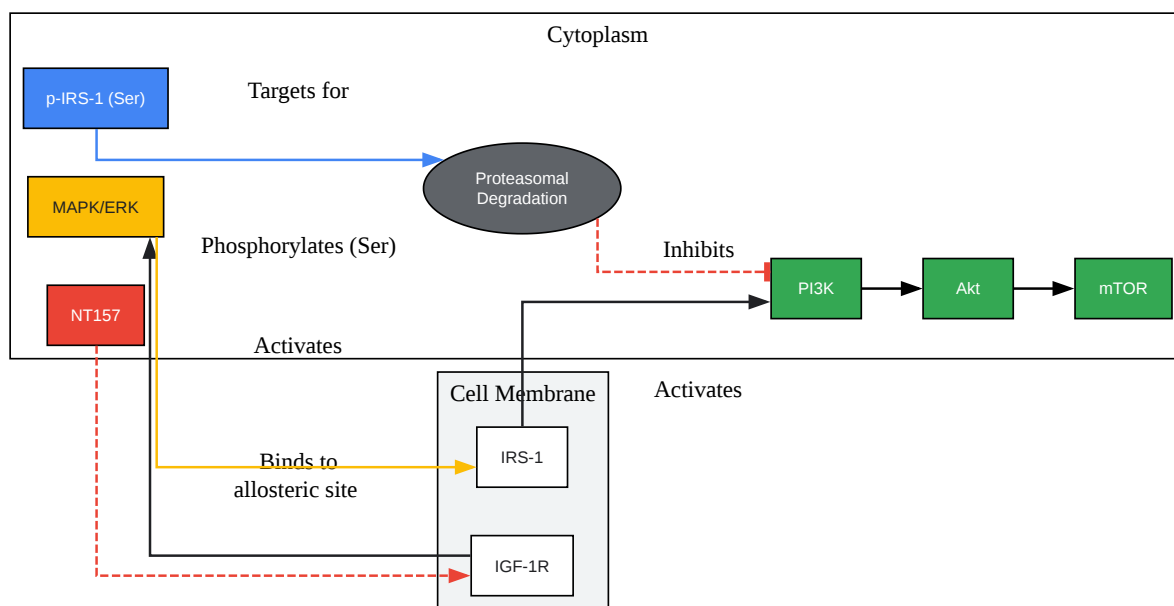 Cytoplasm
p-IRS-1 (Ser)
Targets for
Proteasomal
Degradation
MAPK/ERK
Phosphorylates (Ser)
Inhibits
PI3K
Akt
mTOR
NT157
Activates
Cell Membrane
Activates
IRS-1
Binds to
allosteric site
IGF-1R